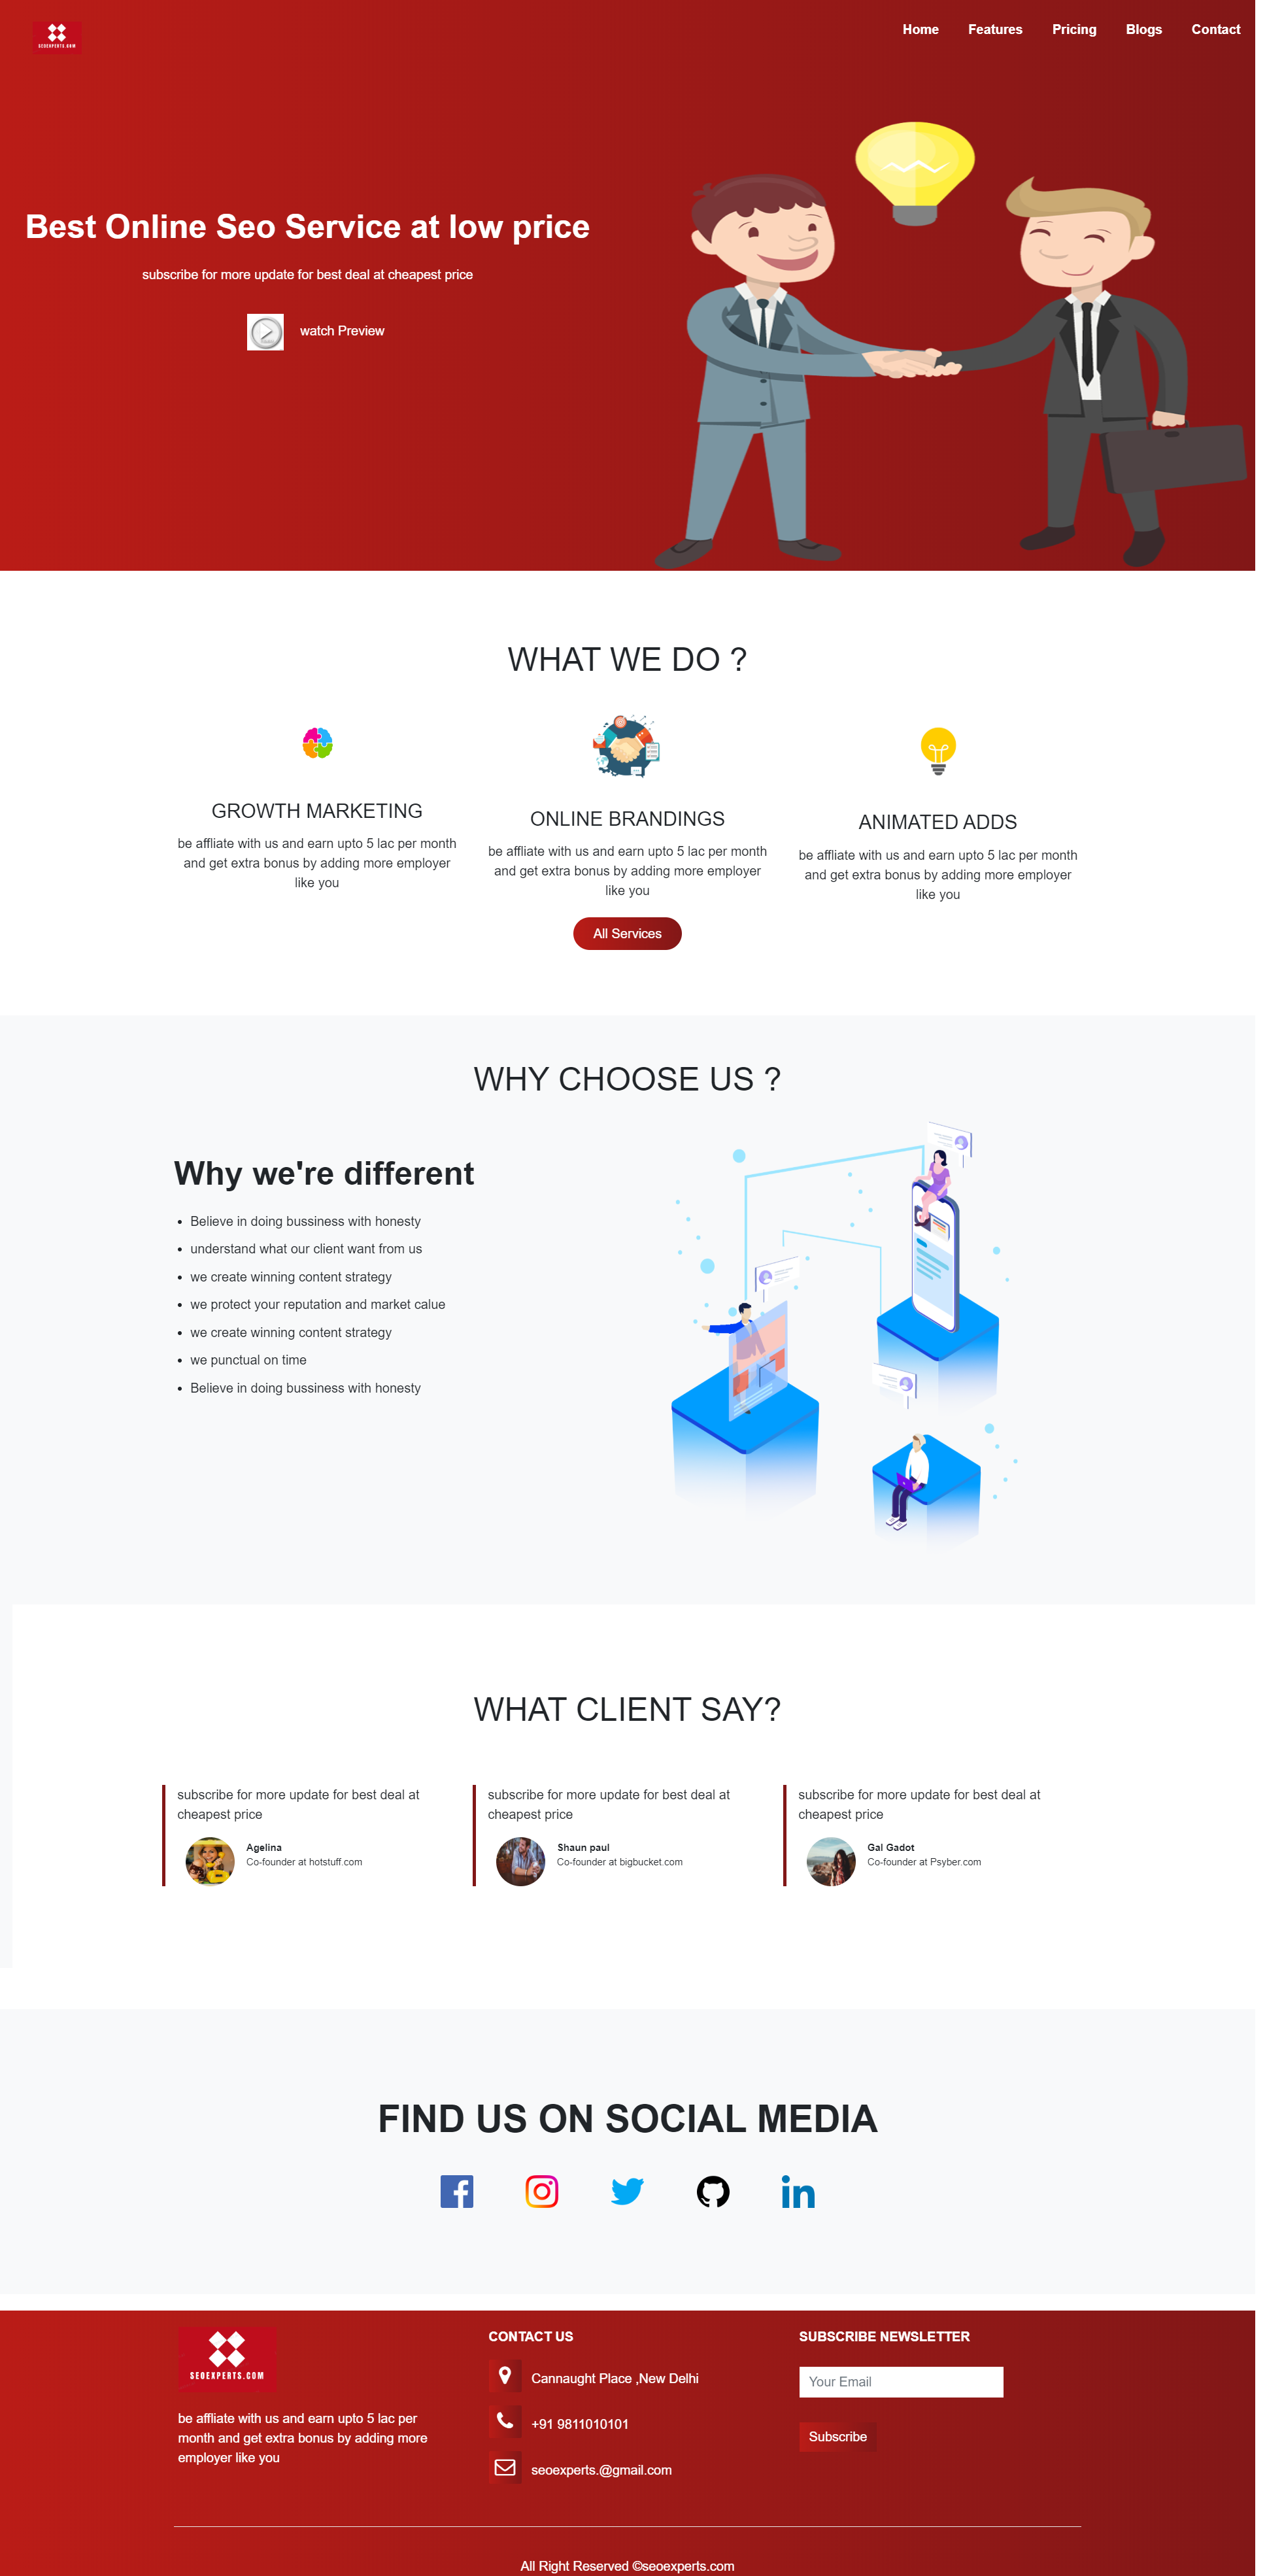 SEOEXPERTS.COM
Home Features Pricing Blogs Contact
Best Online Seo Service at low price
subscribe for more update for best deal at cheapest price
watch Preview
WHAT WE DO ?
GROWTH MARKETING
be affliate with us and earn upto 5 lac per month
and get extra bonus by adding more employer
like you
ONLINE BRANDINGS
be affliate with us and earn upto 5 lac per month
and get extra bonus by adding more employer
like you
ANIMATED ADDS
be affliate with us and earn upto 5 lac per month
and get extra bonus by adding more employer
like you
All Services
WHY CHOOSE US ?
Why we're different
Believe in doing bussiness with honesty
understand what our client want from us
we create winning content strategy
we protect your reputation and market calue
we create winning content strategy
we punctual on time
Believe in doing bussiness with honesty
WHAT CLIENT SAY?
subscribe for more update for best deal at
cheapest price
Agelina
Co-founder at hotstuff.com
subscribe for more update for best deal at
cheapest price
Shaun paul
Co-founder at bigbucket.com
subscribe for more update for best deal at
cheapest price
Gal Gadot
Co-founder at Psyber.com
FIND US ON SOCIAL MEDIA
SEOEXPERTS.COM
be affliate with us and earn upto 5 lac per
month and get extra bonus by adding more
employer like you
CONTACT US
Cannaught Place ,New Delhi
+91 9811010101
seoexperts.@gmail.com
SUBSCRIBE NEWSLETTER
Your Email
Subscribe
All Right Reserved ©seoexperts.com